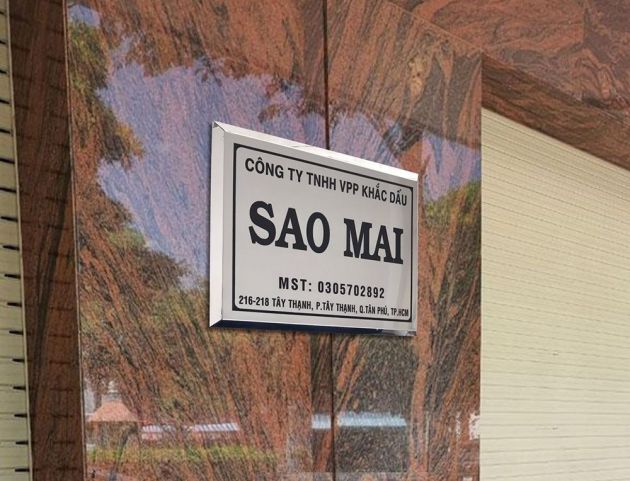 CÔNG TY TNHH VPP KHẮC DẤU
SAO MAI
MST: 0305702892
216-218 TÂY THẠNH, P.TÂY THẠNH, Q.TÂN PHÚ, TP.HCM